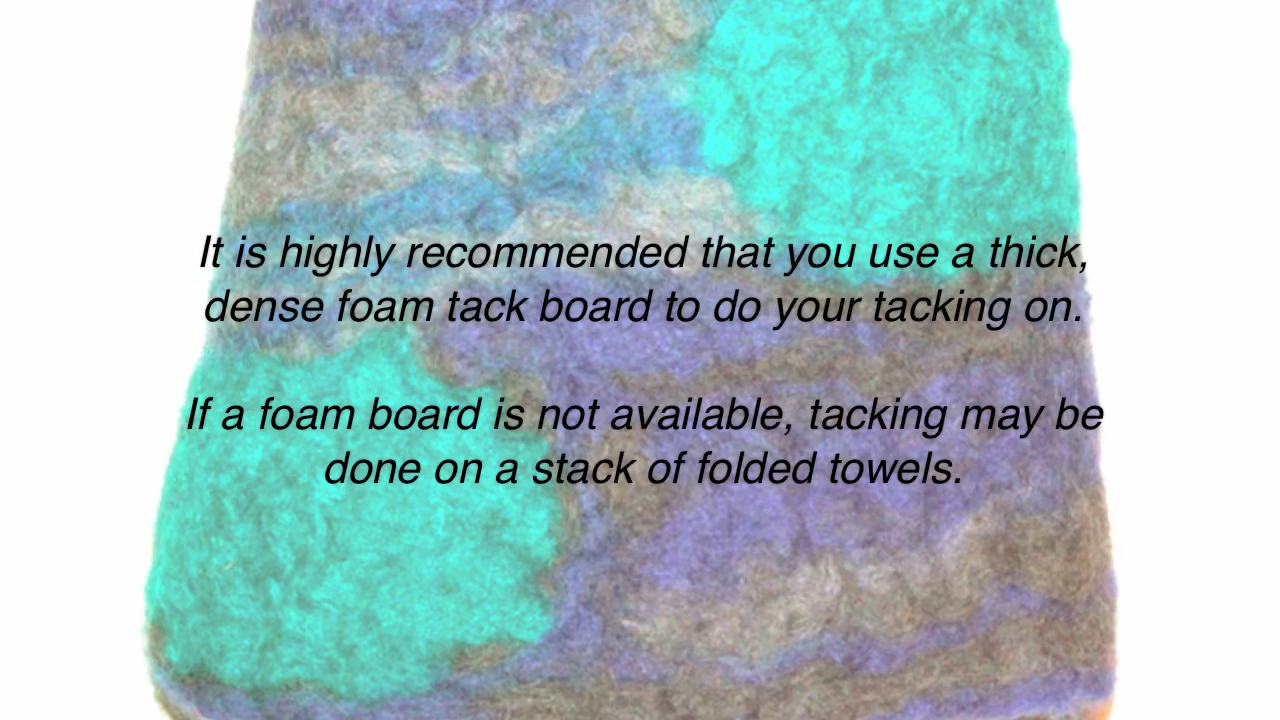 It is highly recommended that you use a thick,
dense foam tack board to do your tacking on.
If a foam board is not available, tacking may be
done on a stack of folded towels.